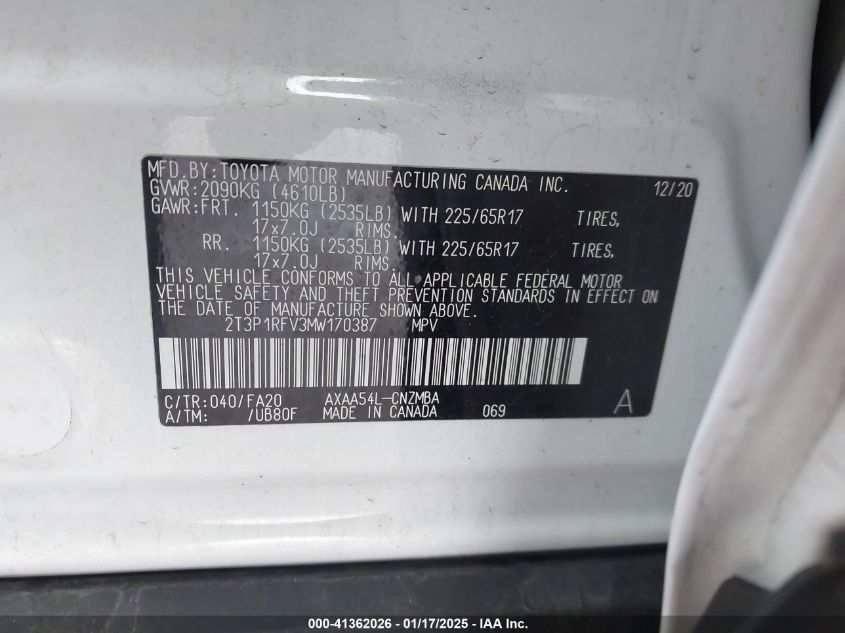 MFD.BY:TOYOTA MOTOR MANUFACTURING CANADA INC. 12/20
GVWR:2090KG (4610LB)
GAWR:FRT. 1150KG (2535LB) WITH 225/65R17 TIRES,
17x7.0J RIMS,
RR. 1150KG (2535LB) WITH 225/65R17 TIRES,
17x7.0J RIMS.
THIS VEHICLE CONFORMS TO ALL APPLICABLE FEDERAL MOTOR
VEHICLE SAFETY AND THEFT PREVENTION STANDARDS IN EFFECT ON
THE DATE OF MANUFACTURE SHOWN ABOVE.
2T3P1RFV3MW170387 MPV
C/TR:040/FA20 AXAA54L-CNZMBA
A/TM: /UB80F MADE IN CANADA 069 A
000-41362026 - 01/17/2025 - IAA Inc.